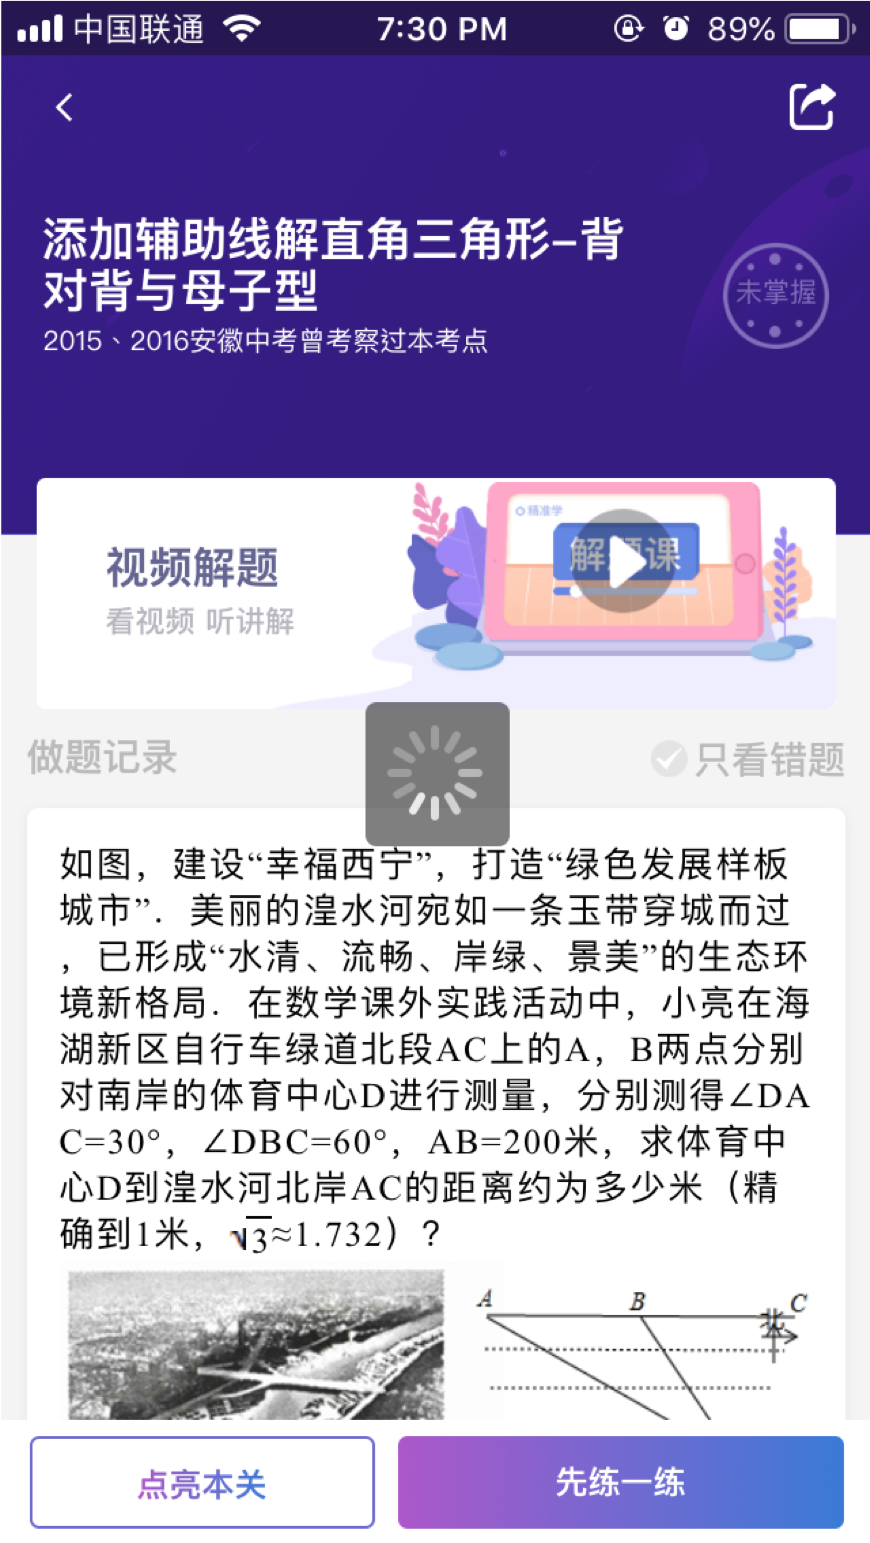 中国联通 7:30 PM 89%
添加辅助线解直角三角形–背
对背与母子型
2015、2016安徽中考曾考察过本考点
未掌握
视频解题
看视频 听讲解
精准学
解题课
做题记录
只看错题
如图，建设“幸福西宁”，打造“绿色发展样板
城市”．美丽的湟水河宛如一条玉带穿城而过
，已形成“水清、流畅、岸绿、景美”的生态环
境新格局．在数学课外实践活动中，小亮在海
湖新区自行车绿道北段AC上的A，B两点分别
对南岸的体育中心D进行测量，分别测得∠DA
C=30°，∠DBC=60°，AB=200米，求体育中
心D到湟水河北岸AC的距离约为多少米（精
确到1米，√3≈1.732）？
A B C
北
点亮本关
先练一练